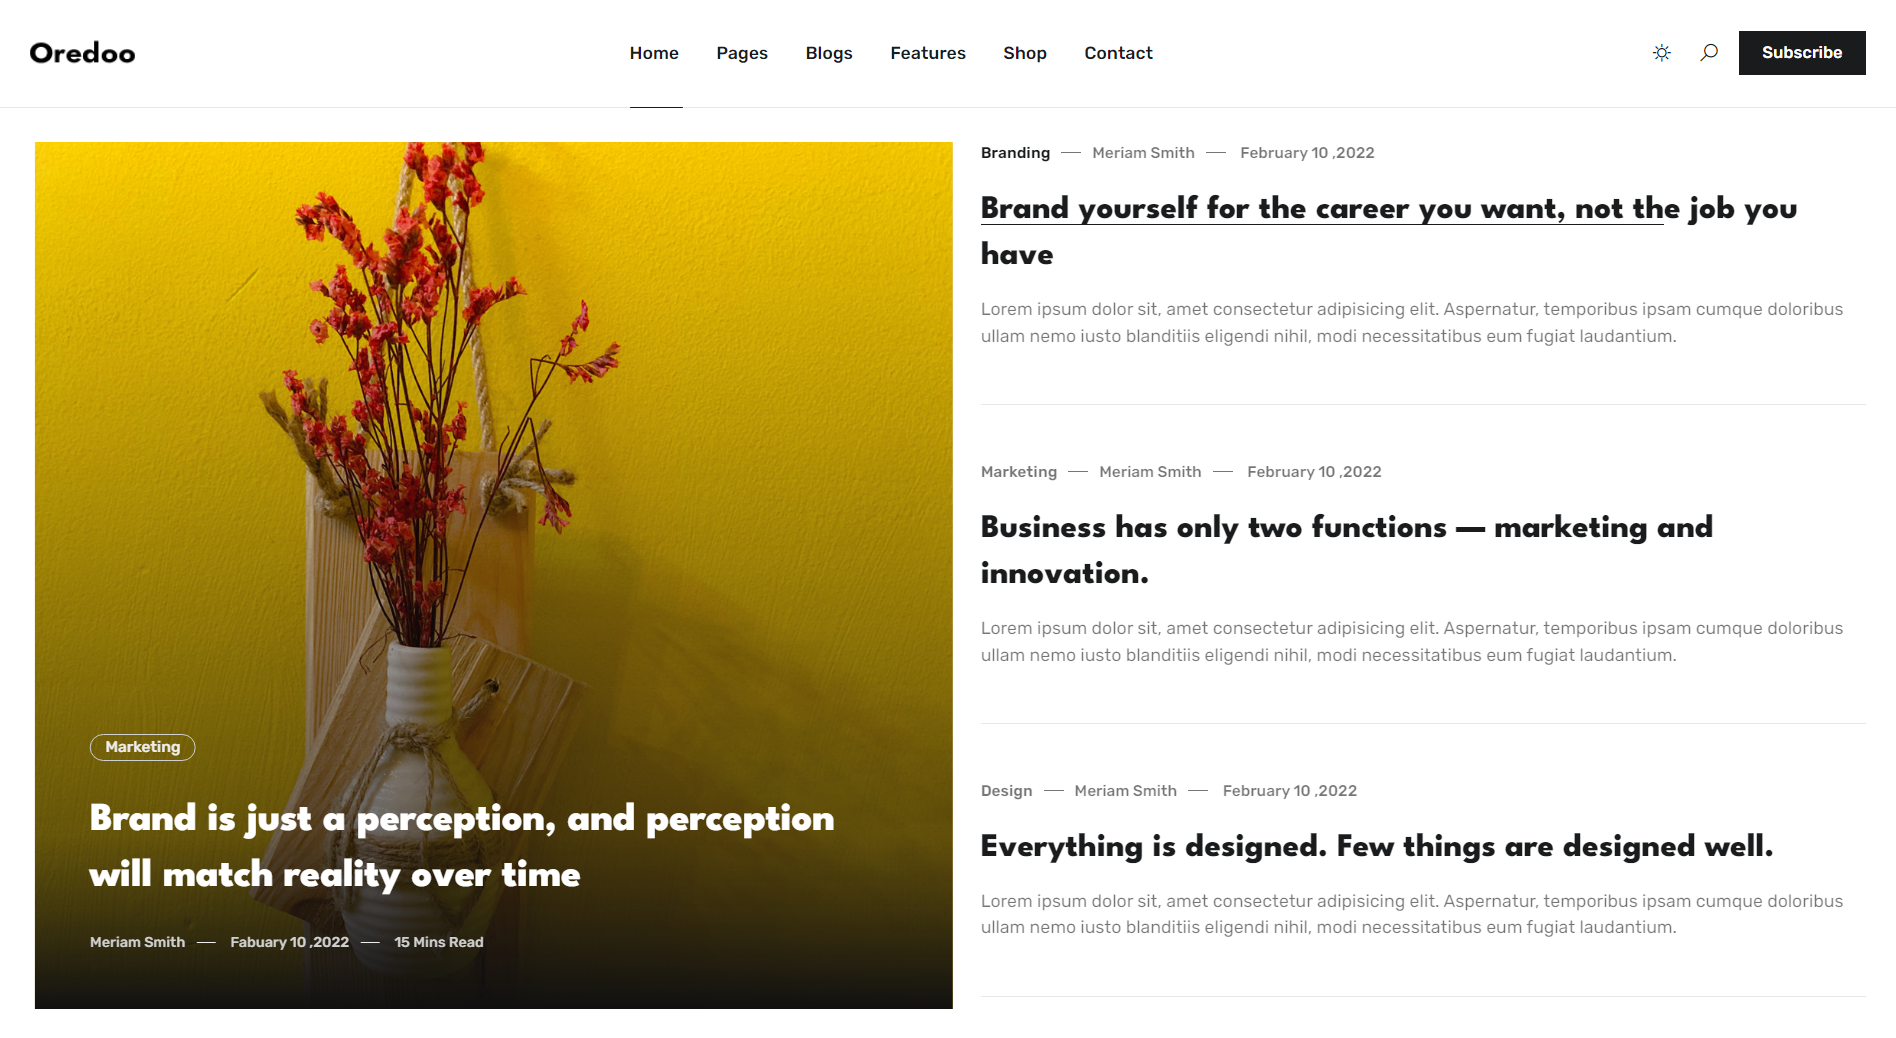 Oredoo
Home Pages Blogs Features Shop Contact
Subscribe
Marketing
Brand is just a perception, and perception
will match reality over time
Meriam Smith — Fabuary 10 ,2022 — 15 Mins Read
Branding — Meriam Smith — February 10 ,2022
Brand yourself for the career you want, not the job you
have
Lorem ipsum dolor sit, amet consectetur adipisicing elit. Aspernatur, temporibus ipsam cumque doloribus
ullam nemo iusto blanditiis eligendi nihil, modi necessitatibus eum fugiat laudantium.
Marketing — Meriam Smith — February 10 ,2022
Business has only two functions — marketing and
innovation.
Lorem ipsum dolor sit, amet consectetur adipisicing elit. Aspernatur, temporibus ipsam cumque doloribus
ullam nemo iusto blanditiis eligendi nihil, modi necessitatibus eum fugiat laudantium.
Design — Meriam Smith — February 10 ,2022
Everything is designed. Few things are designed well.
Lorem ipsum dolor sit, amet consectetur adipisicing elit. Aspernatur, temporibus ipsam cumque doloribus
ullam nemo iusto blanditiis eligendi nihil, modi necessitatibus eum fugiat laudantium.